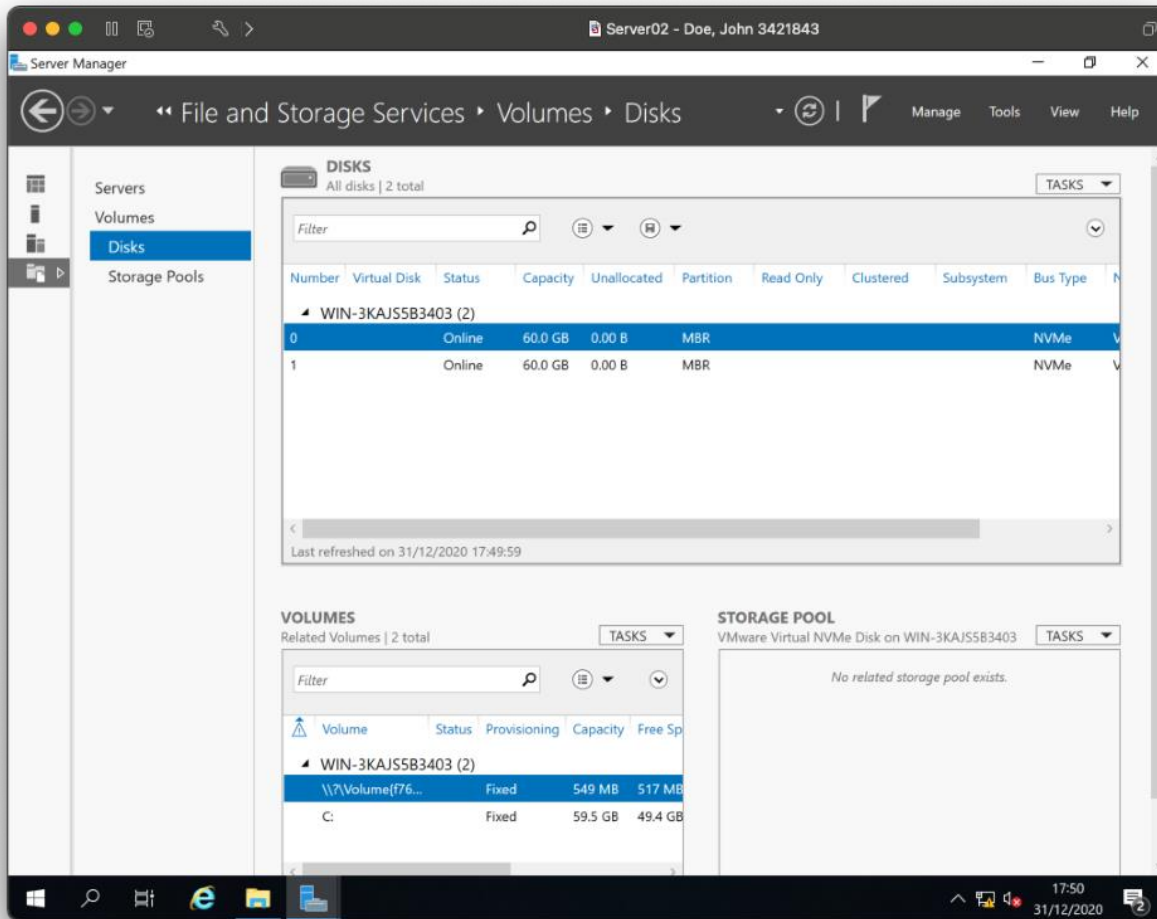 Server02 - Doe, John 3421843
Server Manager
File and Storage Services Volumes Disks
Manage Tools View Help
Servers
Volumes
Disks
Storage Pools
DISKS
All disks | 2 total
TASKS
Filter
Number Virtual Disk Status Capacity Unallocated Partition Read Only Clustered Subsystem Bus Type N
WIN-3KAJS5B3403 (2)
0 Online 60.0 GB 0.00 B MBR NVMe V
1 Online 60.0 GB 0.00 B MBR NVMe V
Last refreshed on 31/12/2020 17:49:59
VOLUMES
Related Volumes | 2 total
TASKS
Filter
Volume Status Provisioning Capacity Free Sp
WIN-3KAJS5B3403 (2)
\\?\Volume{f76... Fixed 549 MB 517 MB
C: Fixed 59.5 GB 49.4 GB
STORAGE POOL
VMware Virtual NVMe Disk on WIN-3KAJS5B3403
TASKS
No related storage pool exists.
17:50
31/12/2020
2